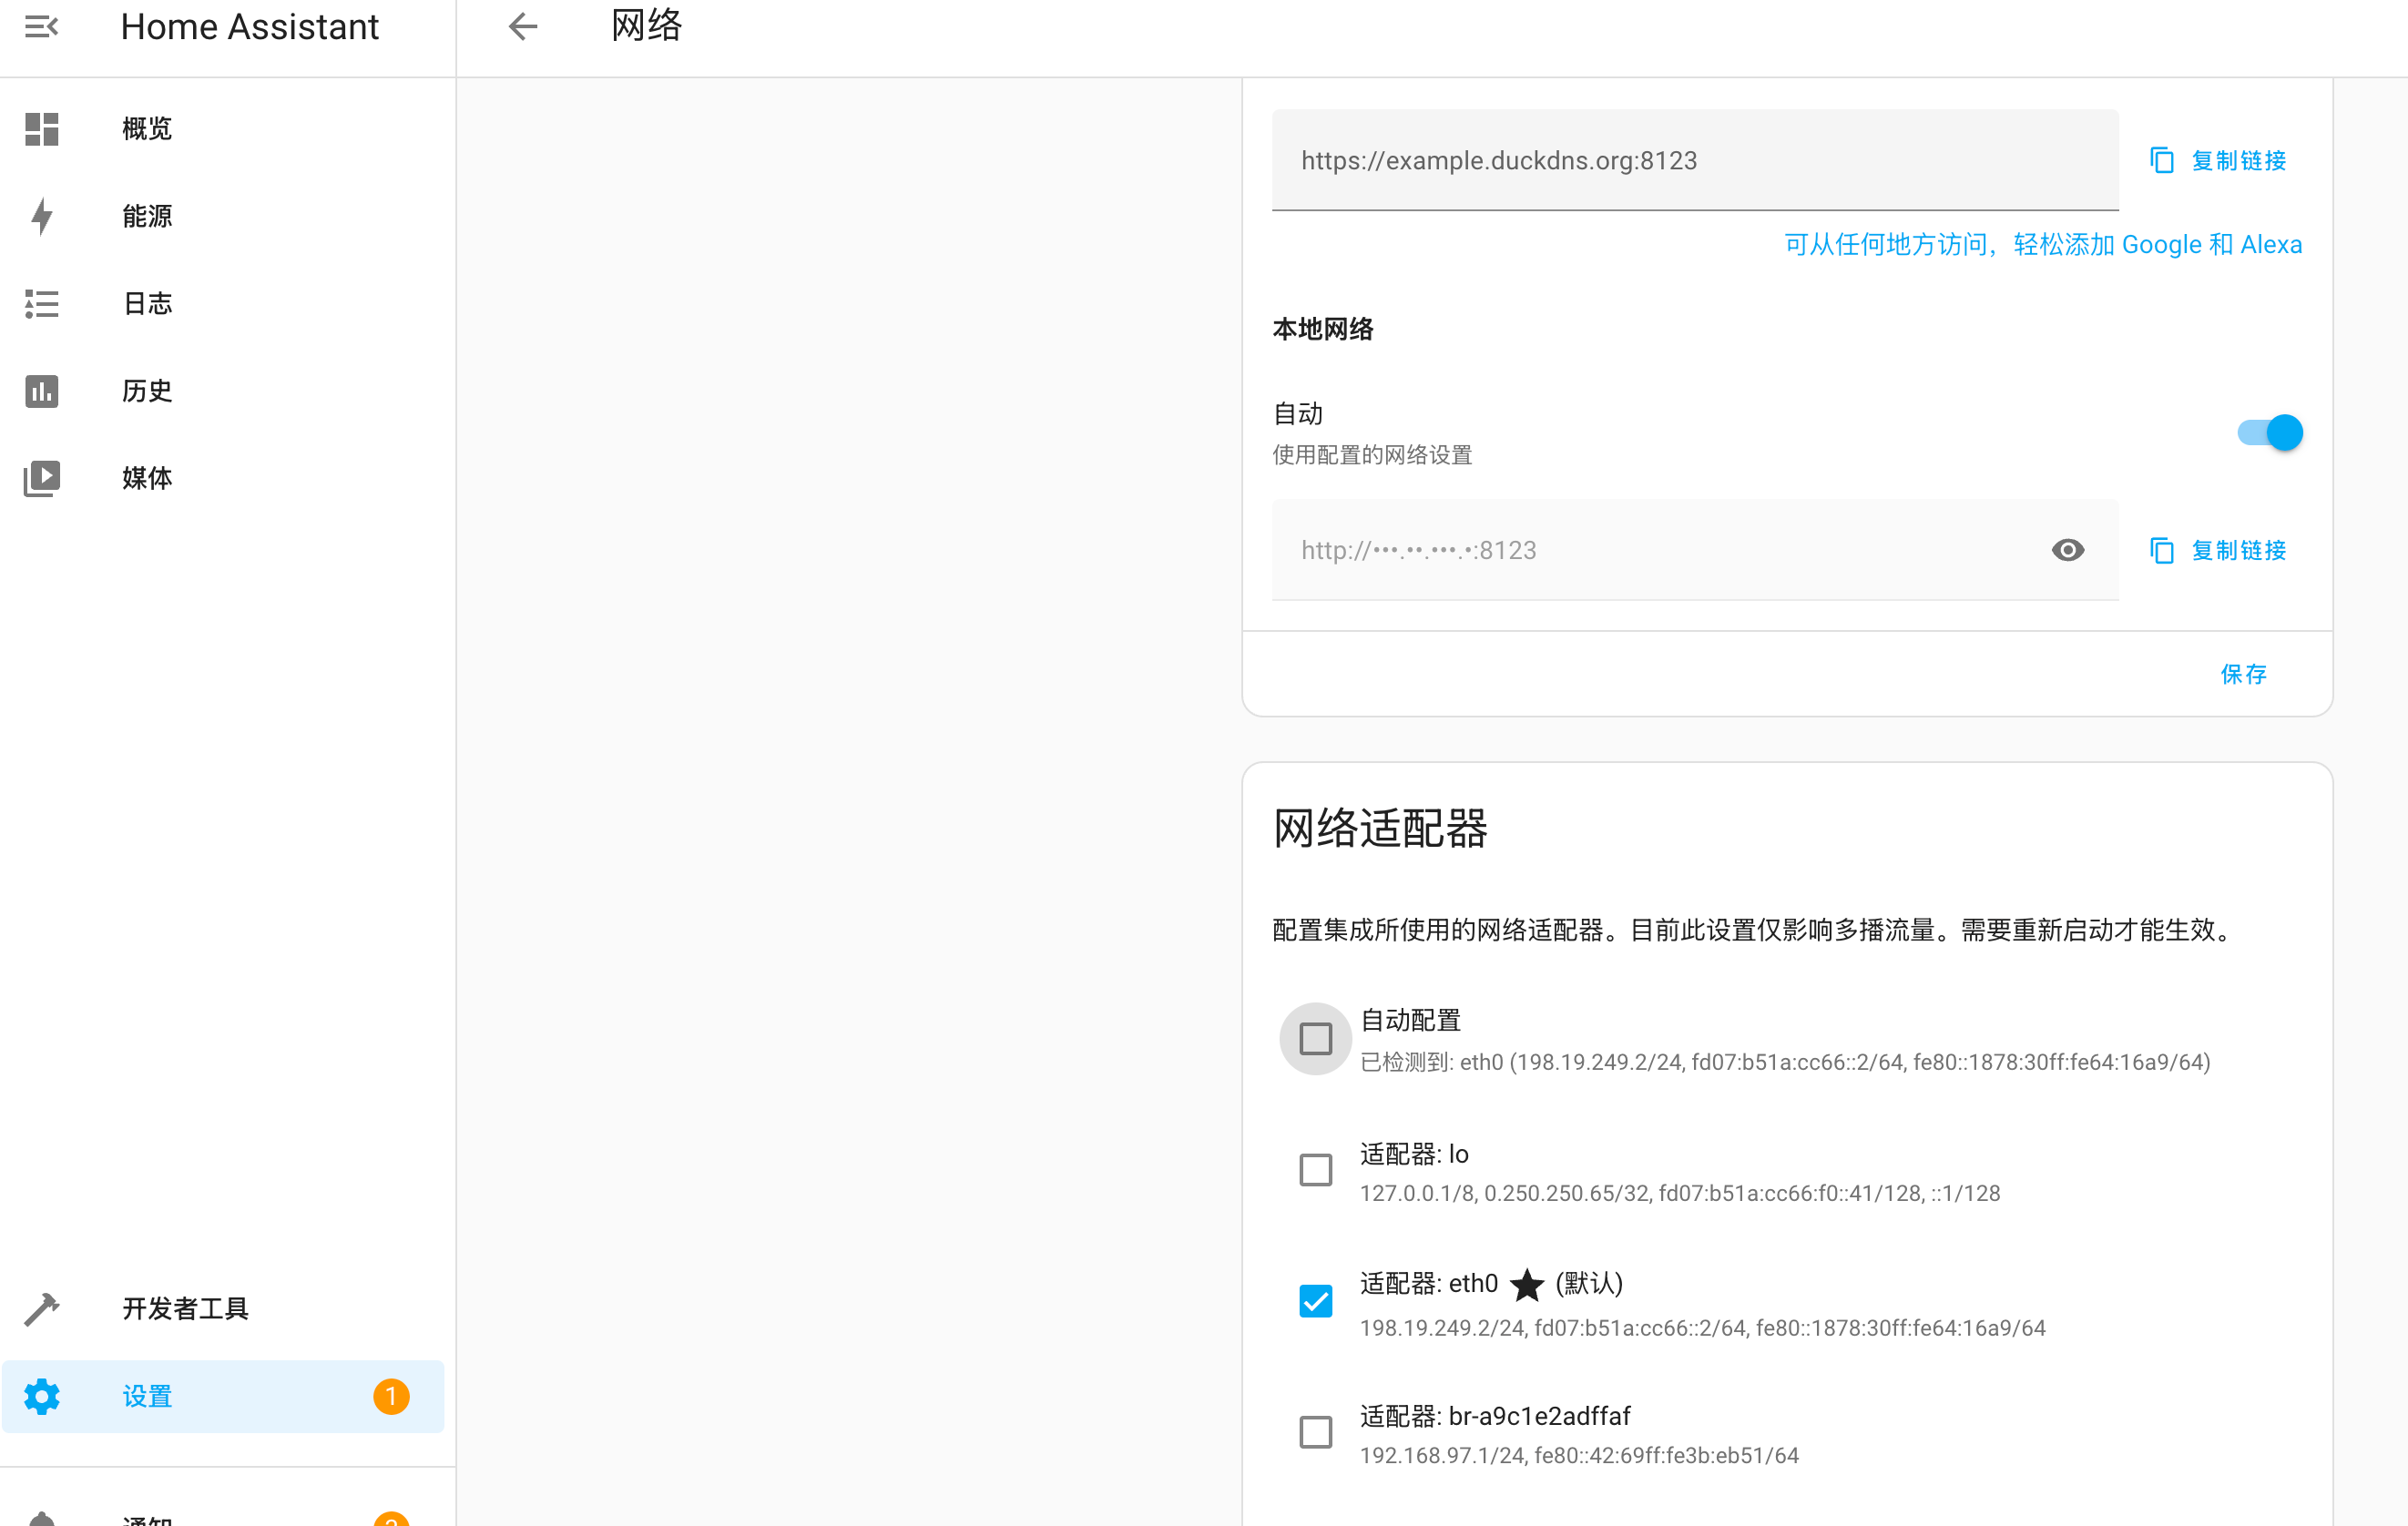 Home Assistant
网络
概览
能源
日志
历史
媒体
开发者工具
设置
1
https://example.duckdns.org:8123
复制链接
可从任何地方访问，轻松添加 Google 和 Alexa
本地网络
自动
使用配置的网络设置
http://•••.••.•••.•:8123
复制链接
保存
网络适配器
配置集成所使用的网络适配器。目前此设置仅影响多播流量。需要重新启动才能生效。
自动配置
已检测到: eth0 (198.19.249.2/24, fd07:b51a:cc66::2/64, fe80::1878:30ff:fe64:16a9/64)
适配器: lo
127.0.0.1/8, 0.250.250.65/32, fd07:b51a:cc66:f0::41/128, ::1/128
适配器: eth0 ★ (默认)
198.19.249.2/24, fd07:b51a:cc66::2/64, fe80::1878:30ff:fe64:16a9/64
适配器: br-a9c1e2adffaf
192.168.97.1/24, fe80::42:69ff:fe3b:eb51/64
通知